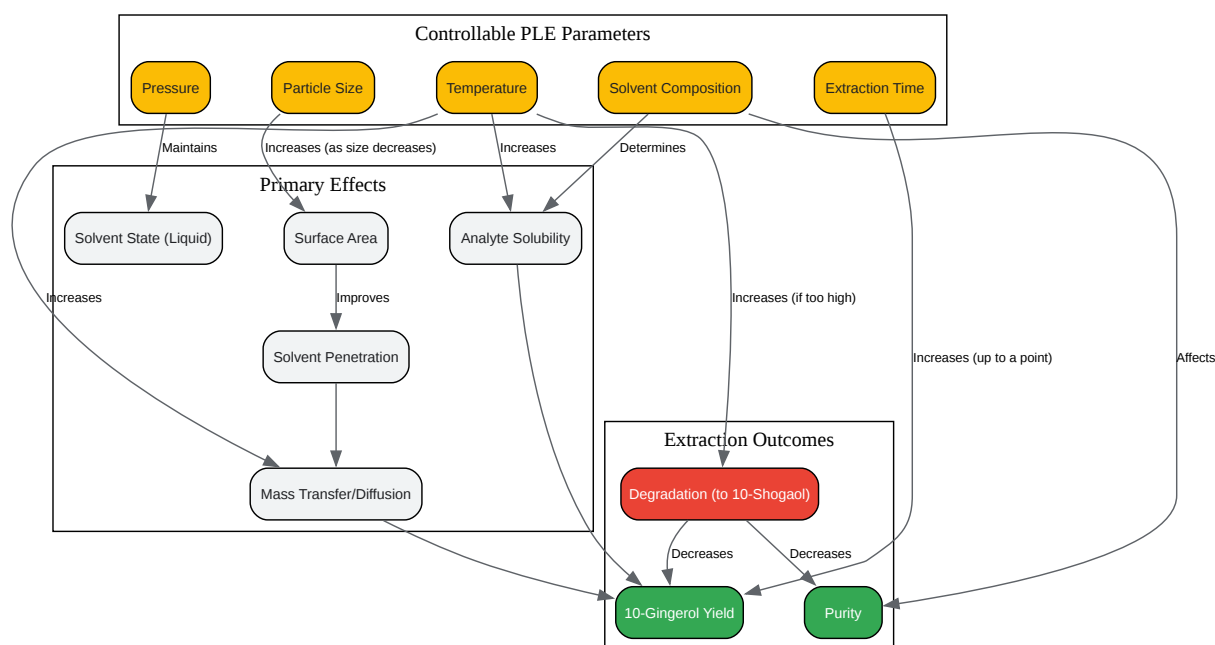 Controllable PLE Parameters
Pressure
Particle Size
Temperature
Solvent Composition
Extraction Time
Maintains
Increases (as size decreases)
Increases
Determines
Primary Effects
Solvent State (Liquid)
Surface Area
Analyte Solubility
Increases
Improves
Increases (if too high)
Solvent Penetration
Increases (up to a point)
Affects
Extraction Outcomes
Mass Transfer/Diffusion
Degradation (to 10-Shogaol)
Decreases
Decreases
10-Gingerol Yield
Purity